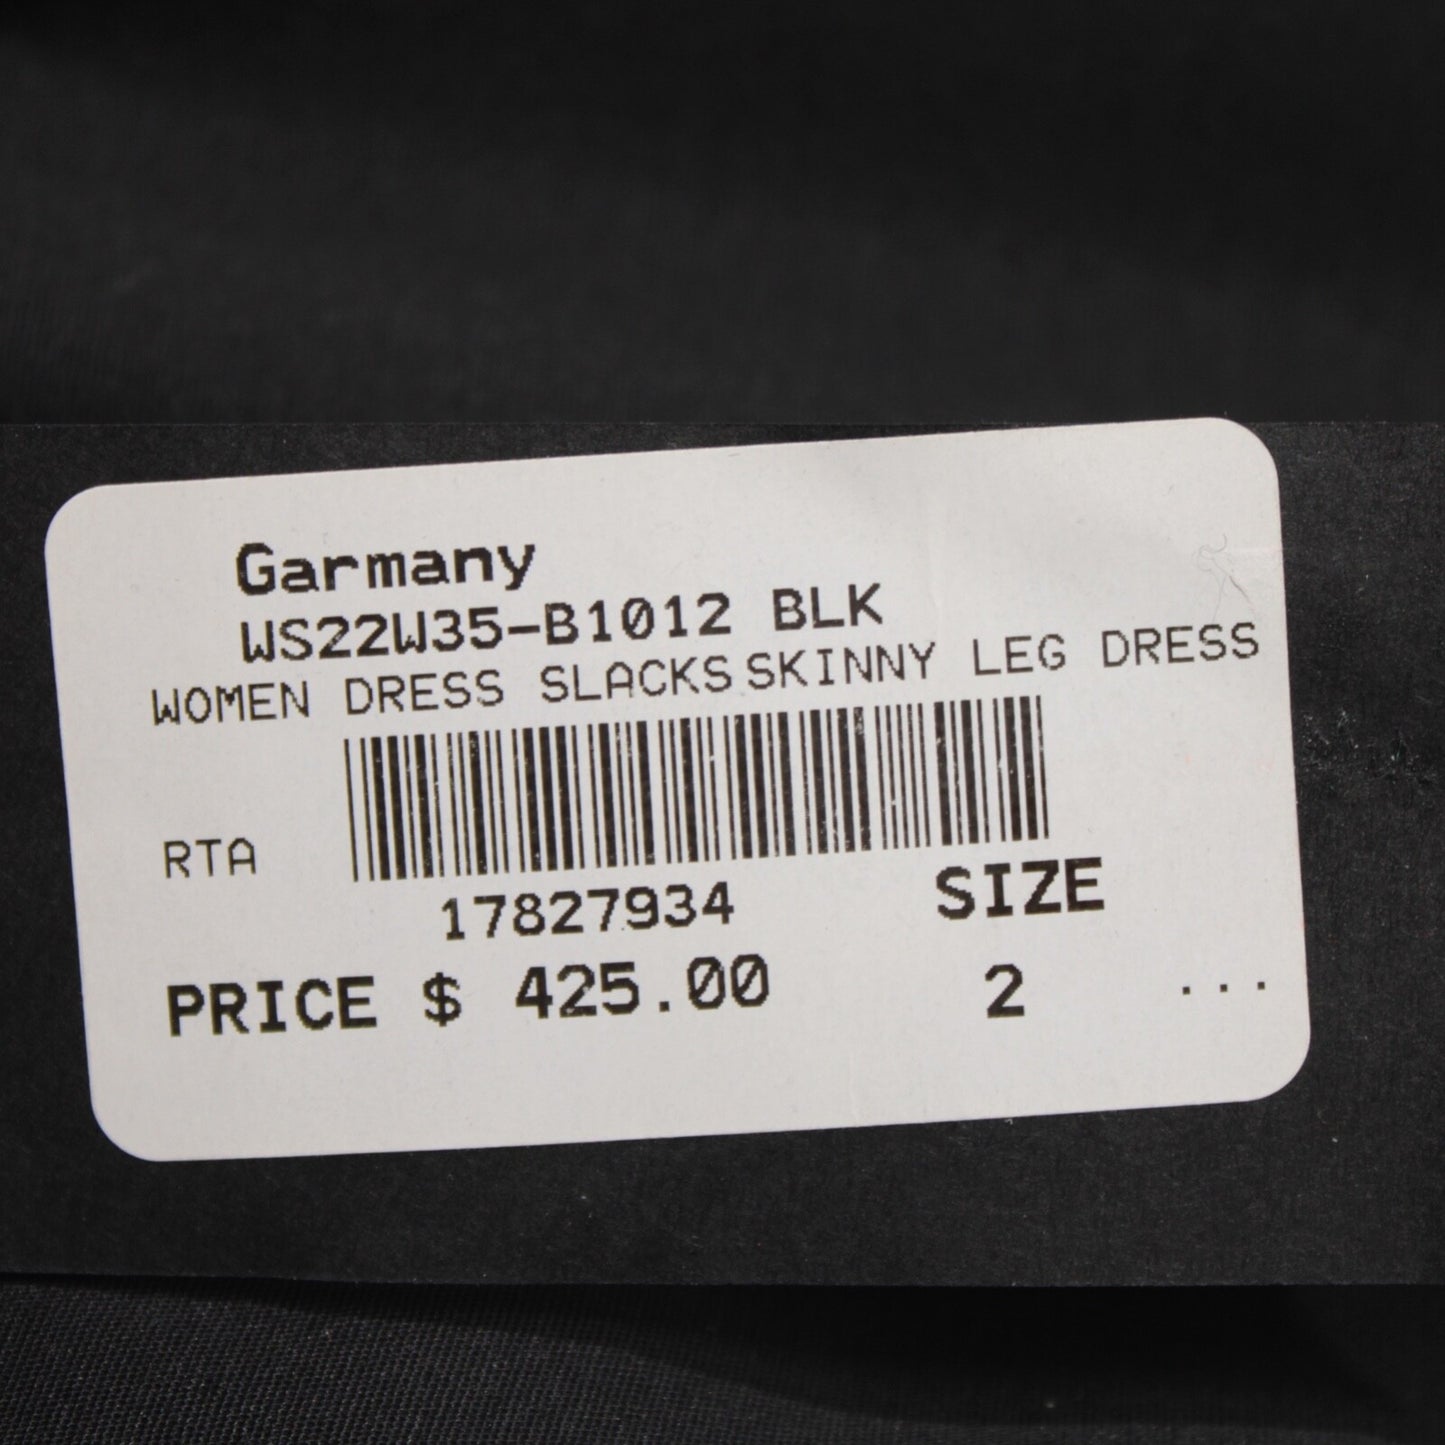 Garmany
WS22W35-B1012 BLK
WOMEN DRESS SLACKS SKINNY LEG DRESS
RTA
17827934
SIZE
PRICE $ 425.00 2 ...